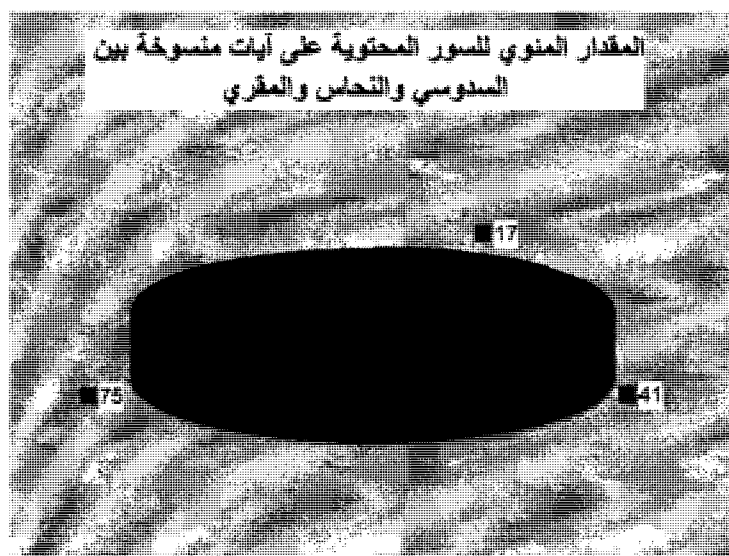 المقدار المئوي للسور المحتوية على آيات منسوخة بين
السدوسي والنحاس والمقري
17
75
41